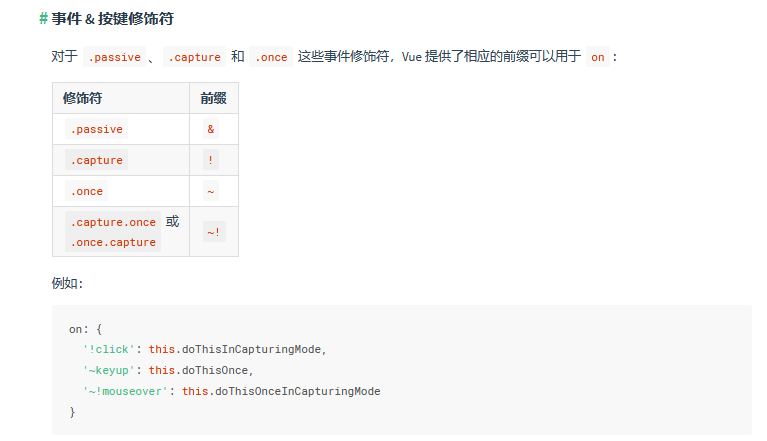 # 事件 & 按键修饰符
对于 .passive 、 .capture 和 .once 这些事件修饰符, Vue 提供了相应的前缀可以用于 on ：
修饰符 前缀
.passive &
.capture !
.once ~
.capture.once 或
.once.capture ~!
例如：
on: {
'!click': this.doThisInCapturingMode,
'~keyup': this.doThisOnce,
'~!mouseover': this.doThisOnceInCapturingMode
}